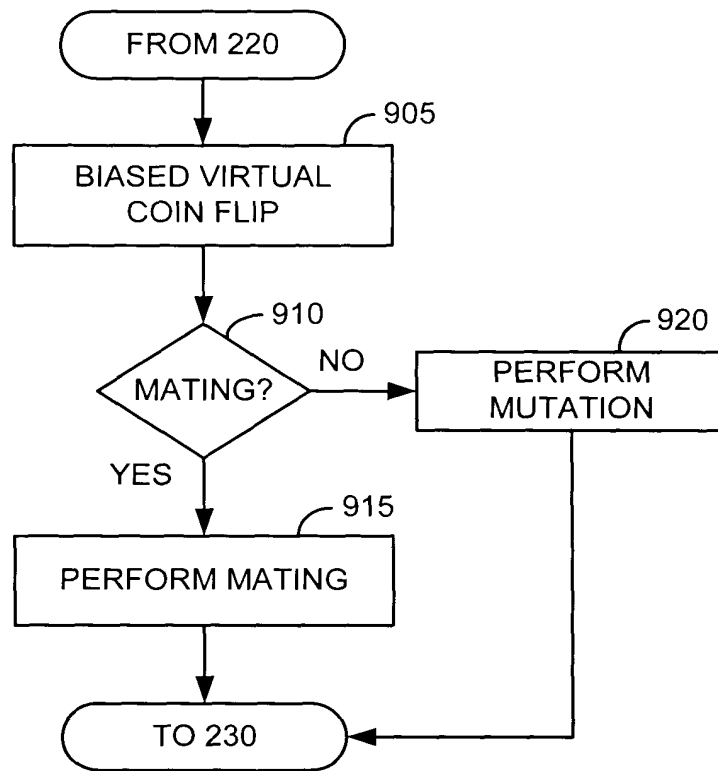 FROM 220
905
BIASED VIRTUAL
COIN FLIP
910
MATING?
NO
920
PERFORM
MUTATION
YES
915
PERFORM MATING
TO 230